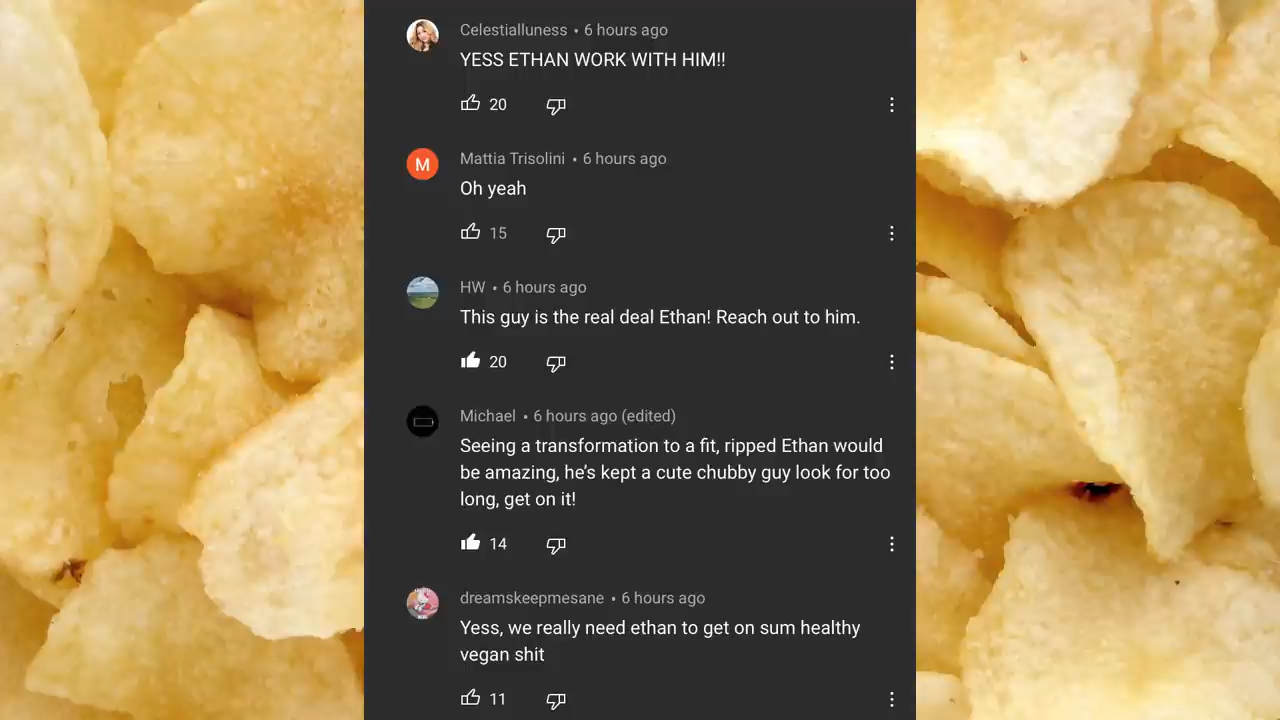 Celestialluness • 6 hours ago
YESS ETHAN WORK WITH HIM!!
20
M
Mattia Trisolini • 6 hours ago
Oh yeah
15
HW • 6 hours ago
This guy is the real deal Ethan! Reach out to him.
20
Michael • 6 hours ago (edited)
Seeing a transformation to a fit, ripped Ethan would
be amazing, he’s kept a cute chubby guy look for too
long, get on it!
14
dreamskeepmesane • 6 hours ago
Yess, we really need ethan to get on sum healthy
vegan shit
11